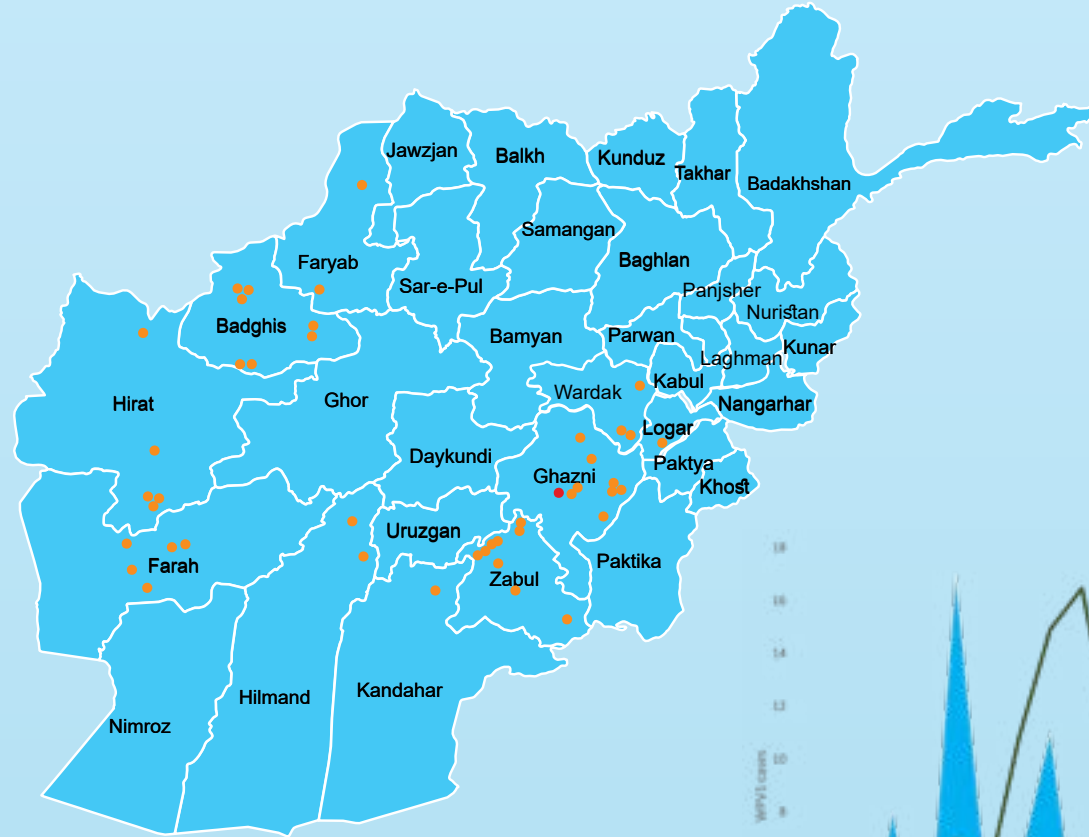 Jawzjan
Balkh
Kunduz
Takhar
Badakhshan
Samangan
Faryab
Baghlan
Sar-e-Pul
Panjsher
Nuristan
Badghis
Bamyan
Parwan
Laghman
Kunar
Kabul
Wardak
Hirat
Ghor
Nangarhar
Logar
Daykundi
Paktya
Ghazni
Khost
Uruzgan
Paktika
Farah
Zabul
Kandahar
Hilmand
Nimroz
18
16
14
12
10
8
WPV1 cases